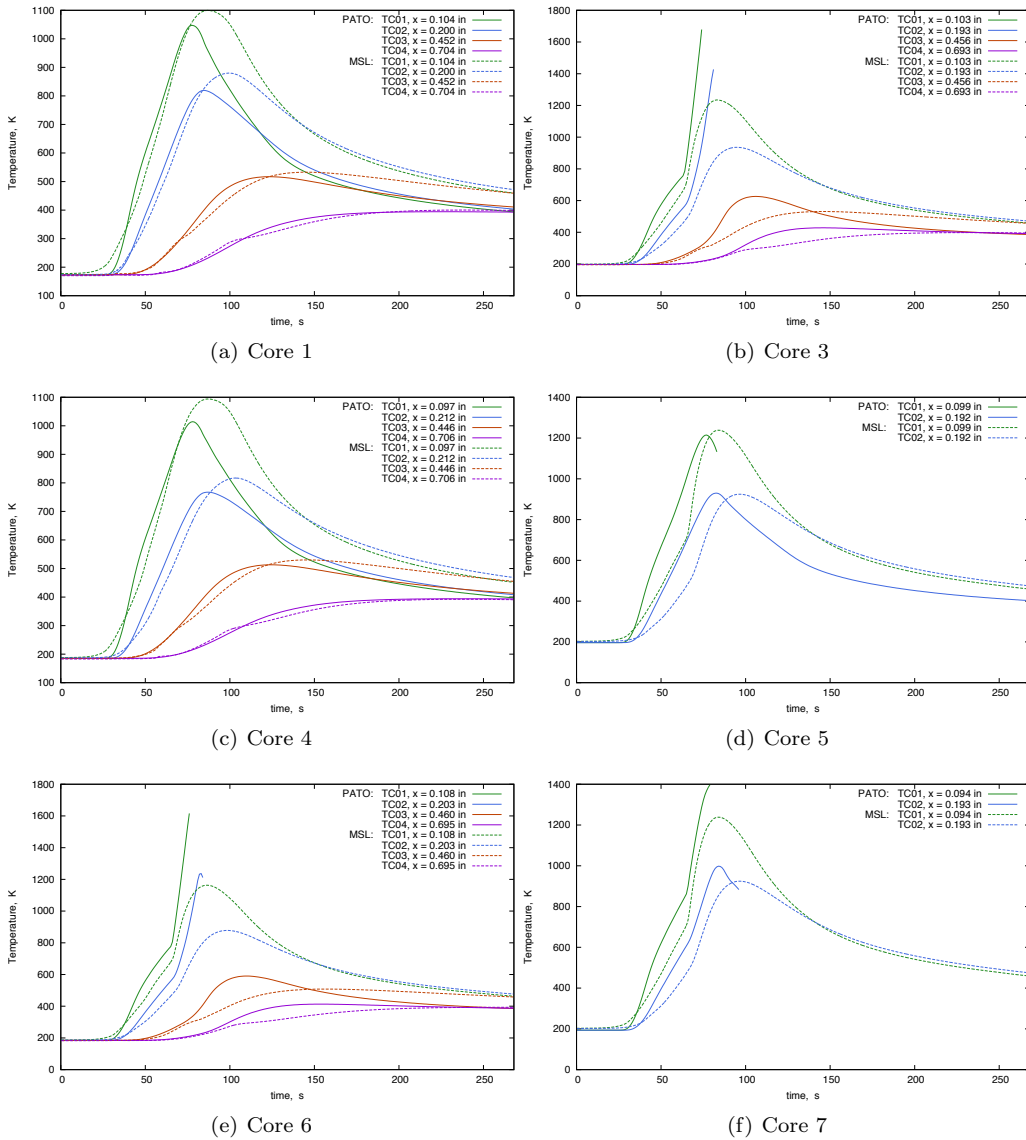 1100
1000
900
800
700
600
500
400
300
200
100
0 50 100 150 200 250
Temperature, K
time, s
PATO: TC01, x = 0.104 in
TC02, x = 0.200 in
TC03, x = 0.452 in
TC04, x = 0.704 in
MSL: TC01, x = 0.104 in
TC02, x = 0.200 in
TC03, x = 0.452 in
TC04, x = 0.704 in
(a) Core 1
1800
1600
1400
1200
1000
800
600
400
200
0
0 50 100 150 200 250
Temperature, K
time, s
PATO: TC01, x = 0.103 in
TC02, x = 0.193 in
TC03, x = 0.456 in
TC04, x = 0.693 in
MSL: TC01, x = 0.103 in
TC02, x = 0.193 in
TC03, x = 0.456 in
TC04, x = 0.693 in
(b) Core 3
1100
1000
900
800
700
600
500
400
300
200
100
0 50 100 150 200 250
Temperature, K
time, s
PATO: TC01, x = 0.097 in
TC02, x = 0.212 in
TC03, x = 0.446 in
TC04, x = 0.706 in
MSL: TC01, x = 0.097 in
TC02, x = 0.212 in
TC03, x = 0.446 in
TC04, x = 0.706 in
(c) Core 4
1400
1200
1000
800
600
400
200
0
0 50 100 150 200 250
Temperature, K
time, s
PATO: TC01, x = 0.099 in
TC02, x = 0.192 in
MSL: TC01, x = 0.099 in
TC02, x = 0.192 in
(d) Core 5
1800
1600
1400
1200
1000
800
600
400
200
0
0 50 100 150 200 250
Temperature, K
time, s
PATO: TC01, x = 0.108 in
TC02, x = 0.203 in
TC03, x = 0.460 in
TC04, x = 0.695 in
MSL: TC01, x = 0.108 in
TC02, x = 0.203 in
TC03, x = 0.460 in
TC04, x = 0.695 in
(e) Core 6
1400
1200
1000
800
600
400
200
0
0 50 100 150 200 250
Temperature, K
time, s
PATO: TC01, x = 0.094 in
TC02, x = 0.193 in
MSL: TC01, x = 0.094 in
TC02, x = 0.193 in
(f) Core 7